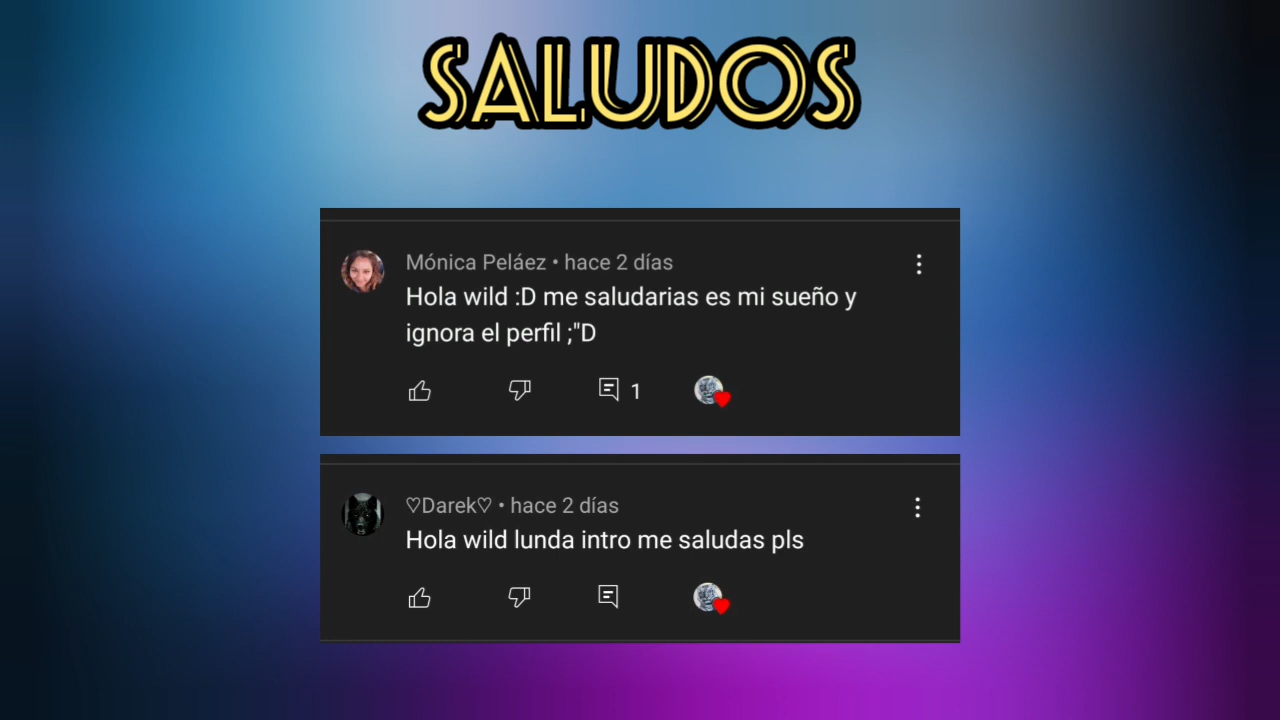 SALUDOS
Mónica Peláez • hace 2 días
Hola wild :D me saludarias es mi sueño y
ignora el perfil ;"D
1
♡Darek♡ • hace 2 días
Hola wild lunda intro me saludas pls